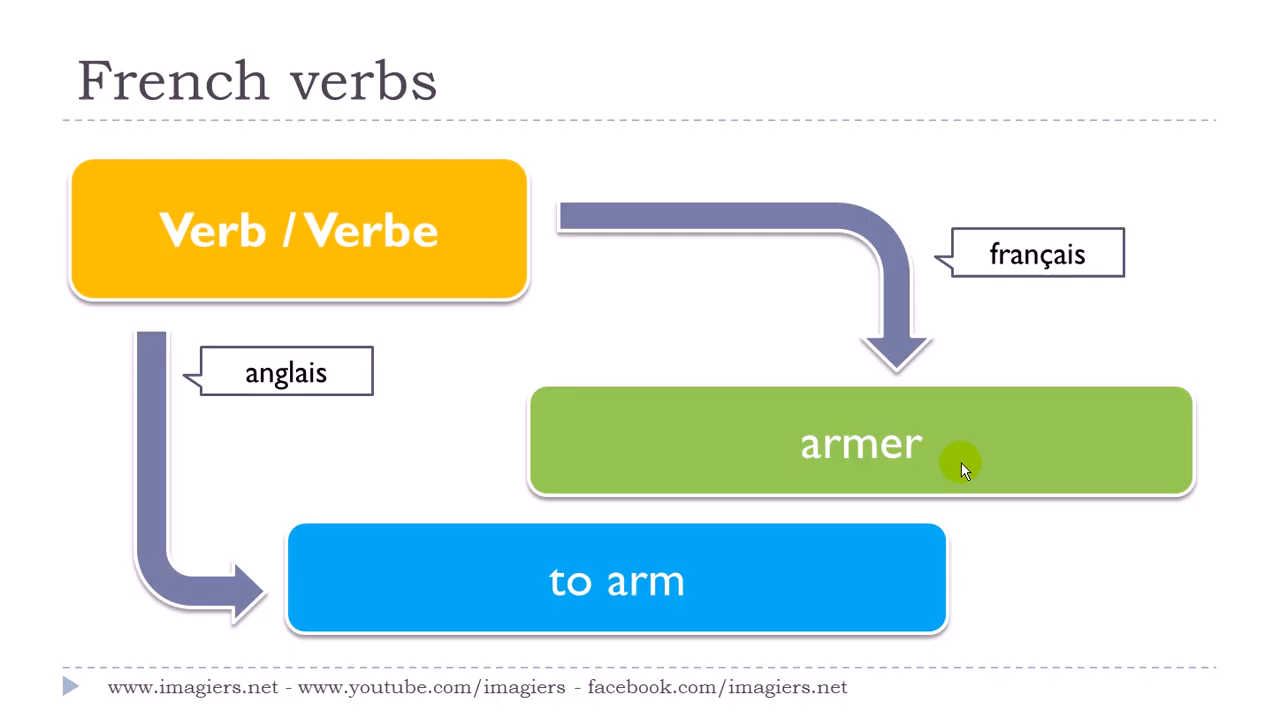 French verbs
Verb / Verbe
français
anglais
armer
to arm
www.imagiers.net - www.youtube.com/imagiers - facebook.com/imagiers.net